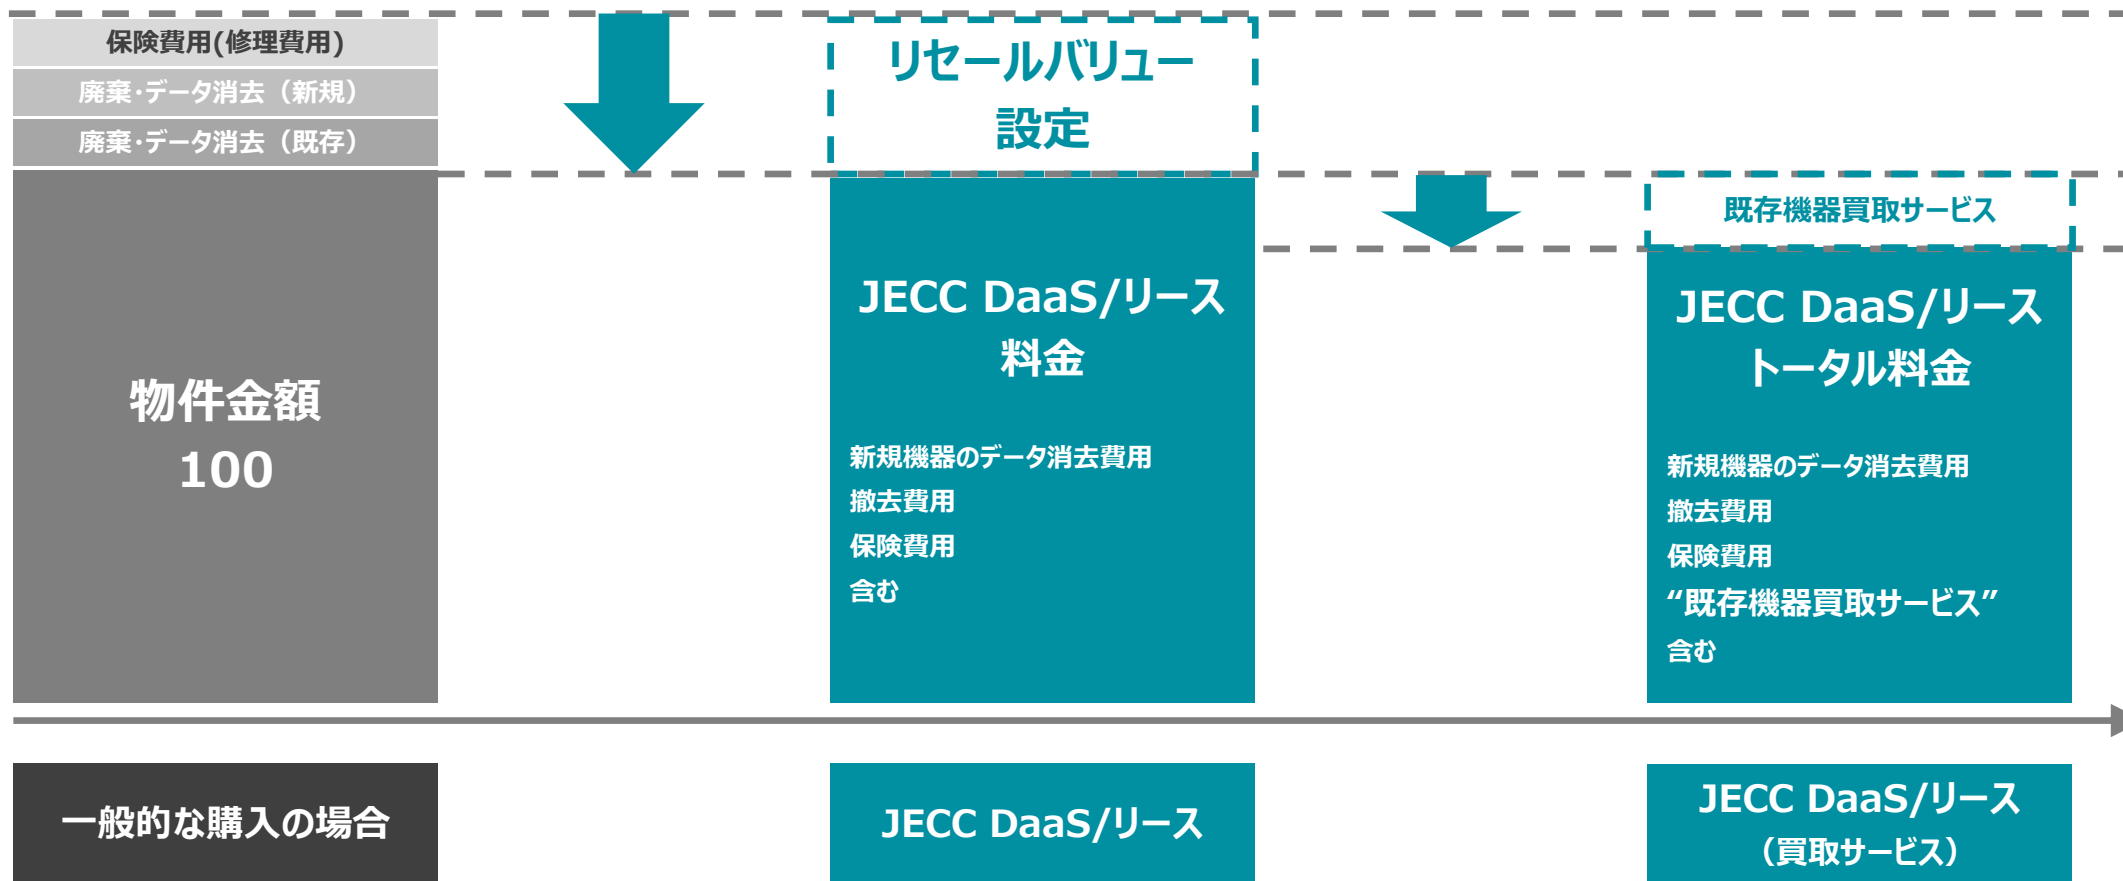 保険費用(修理費用)
廃棄・データ消去（新規）
廃棄・データ消去（既存）
物件金額
100
一般的な購入の場合
リセールバリュー
設定
JECC DaaS/リース
料金
新規機器のデータ消去費用
撤去費用
保険費用
含む
JECC DaaS/リース
既存機器買取サービス
JECC DaaS/リース
トータル料金
新規機器のデータ消去費用
撤去費用
保険費用
“既存機器買取サービス”
含む
JECC DaaS/リース
（買取サービス）